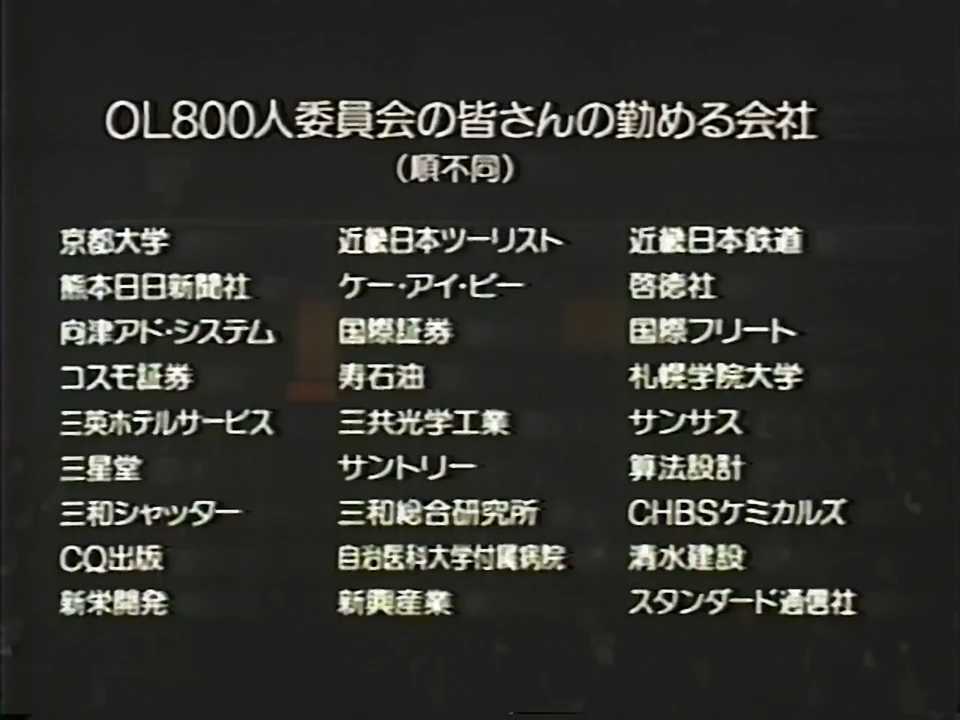 OL800人委員会の皆さんの勤める会社
(順不同)
京都大学 近畿日本ツーリスト 近畿日本鉄道
熊本日日新聞社 ケー・アイ・ピー 啓徳社
向津アド・システム 国際証券 国際フリート
コスモ証券 寿石油 札幌学院大学
三英ホテルサービス 三共光学工業 サンサス
三星堂 サントリー 算法設計
三和シャッター 三和総合研究所 CHBSケミカルズ
CQ出版 自治医科大学付属病院 清水建設
新栄開発 新興産業 スタンダード通信社